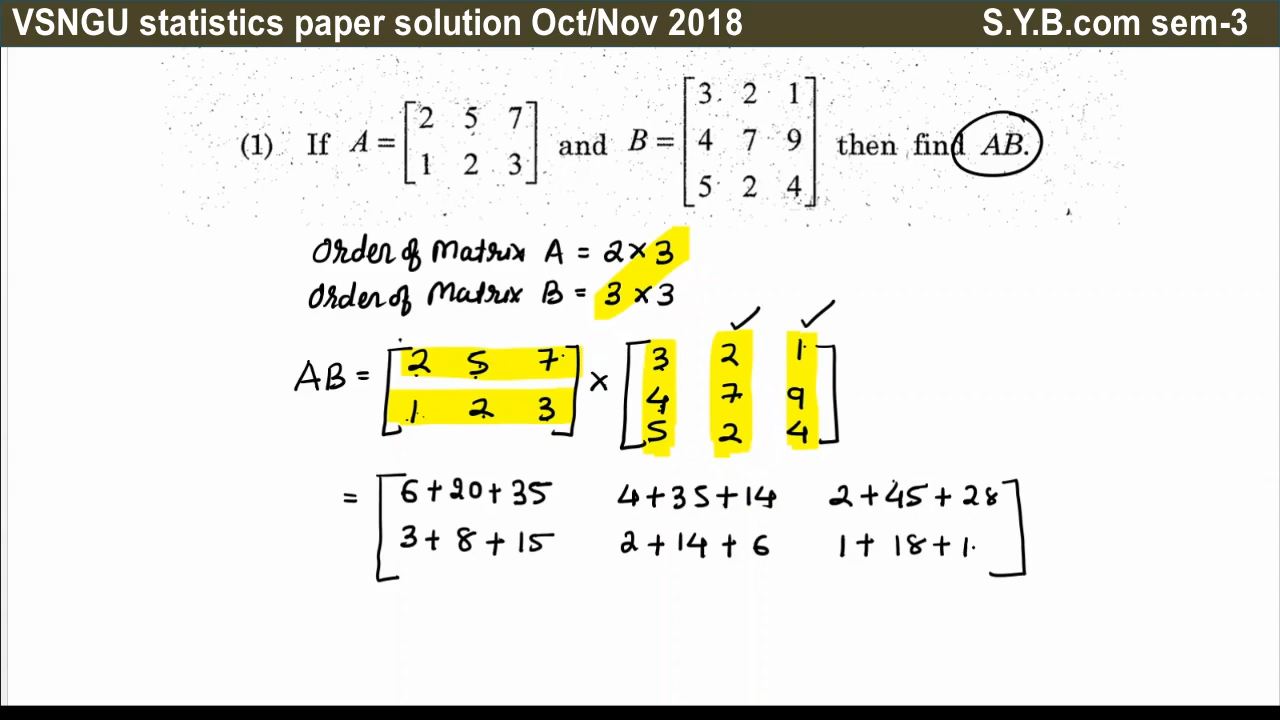 VSNGU statistics paper solution Oct/Nov 2018 S.Y.B.com sem-3
(1) If A = [2 5 7 and B = [3 2 1 then find AB.
1 2 3] 4 7 9
5 2 4]
Order of Matrix A = 2 × 3
Order of Matrix B = 3 × 3
AB = [2 5 7 × [3 2 1
1 2 3] 4 7 9
5 2 4]
= [6+20+35 4+35+14 2+45+28
3+8+15 2+14+6 1+18+1]